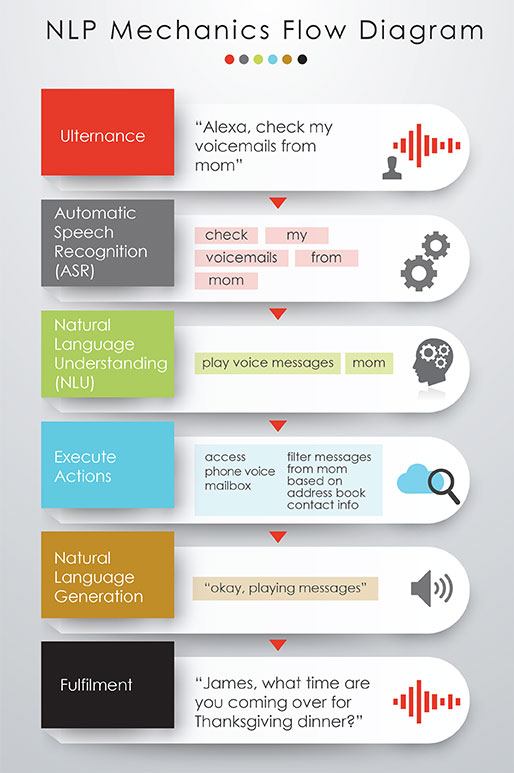 NLP Mechanics Flow Diagram
Ulternance
“Alexa, check my
voicemails from
mom”
Automatic
Speech
Recognition
(ASR)
check my
voicemails from
mom
Natural
Language
Understanding
(NLU)
play voice messages mom
Execute
Actions
access
phone voice
mailbox
filter messages
from mom
based on
address book
contact info
Natural
Language
Generation
“okay, playing messages”
Fulfilment
“James, what time are
you coming over for
Thanksgiving dinner?”